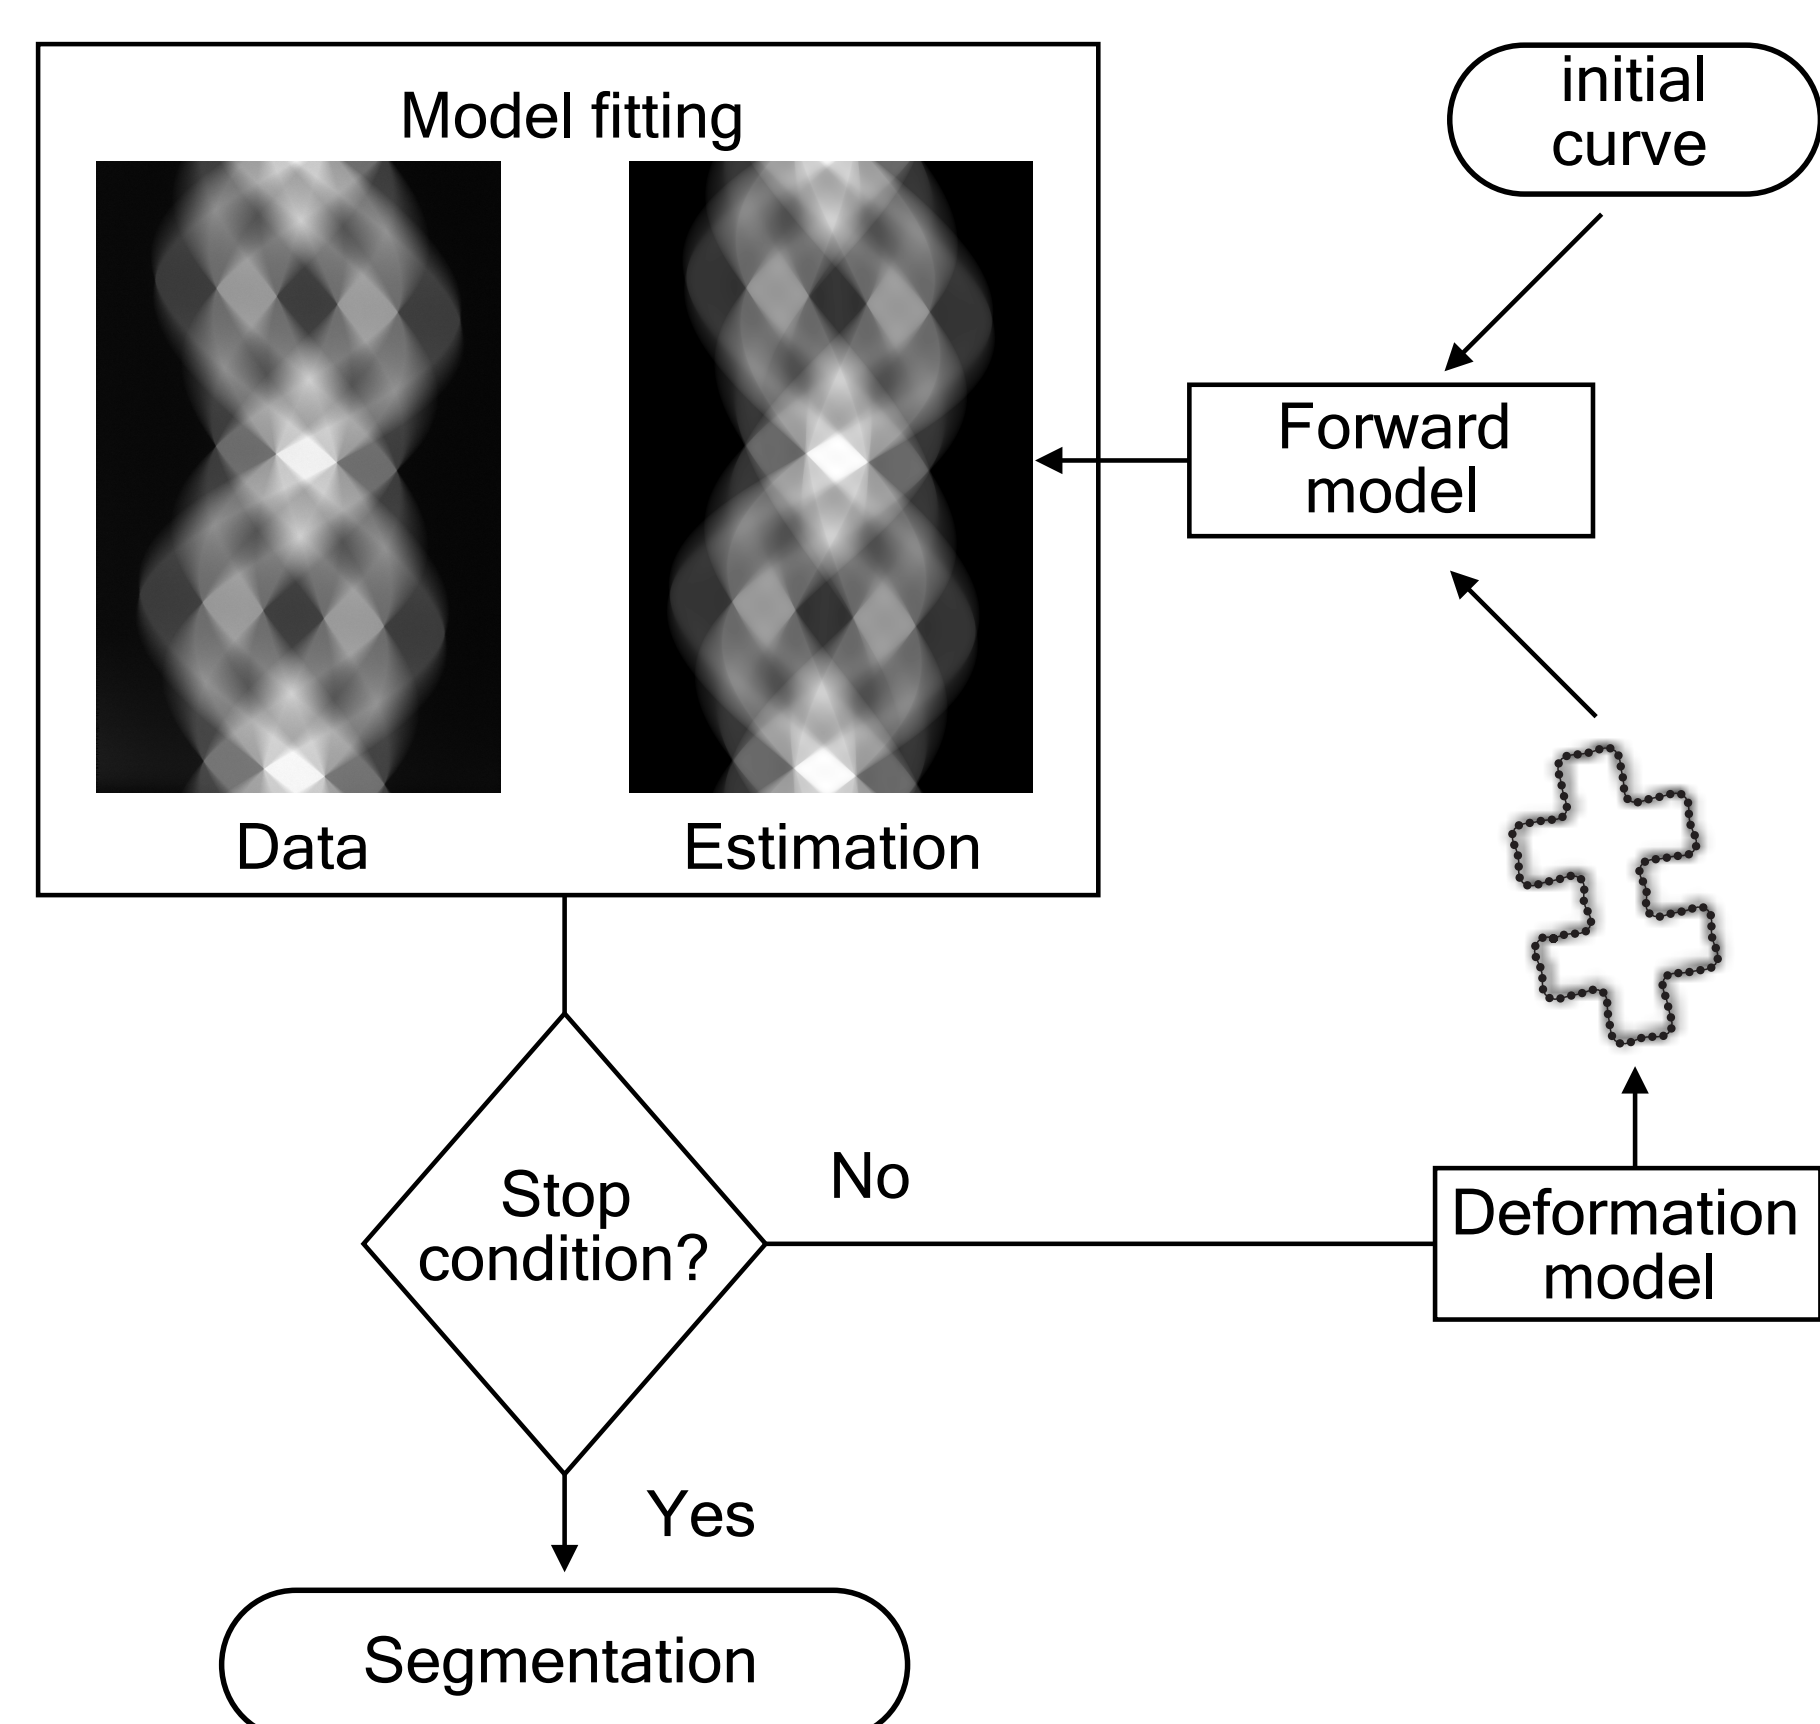 Model fitting
initial
curve
Forward
model
Data
Estimation
Stop
condition?
No
Deformation
model
Yes
Segmentation